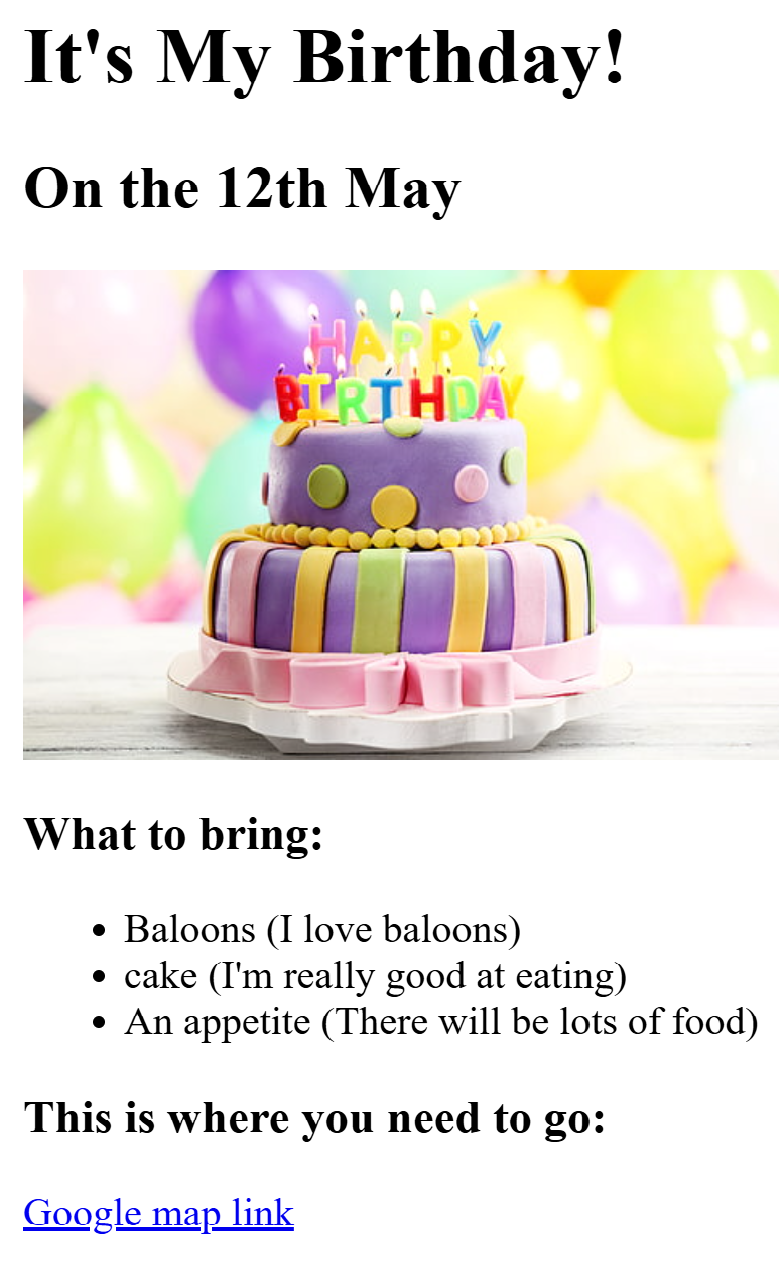 It's My Birthday!
On the 12th May
HAPPY
BIRTHDAY
What to bring:
Baloons (I love baloons)
cake (I'm really good at eating)
An appetite (There will be lots of food)
This is where you need to go:
Google map link